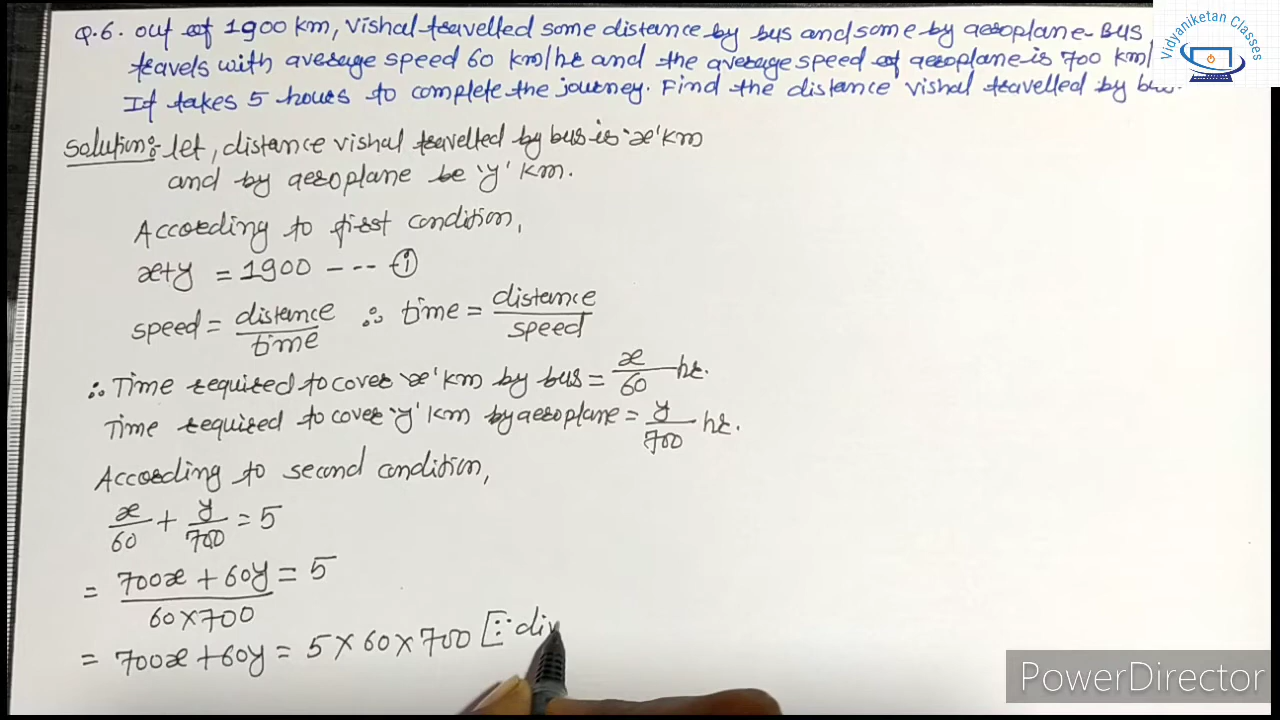 Q.6. Out of 1900 km, Vishal travelled some distance by bus and some by aeroplane. Bus
travels with average speed 60 km/hr and the average speed of aeroplane is 700 km/
It takes 5 hours to complete the journey. Find the distance vishal travelled by bus.
Solution:- let, distance vishal travelled by bus is 'x' km
and by aeroplane be 'y' km.
According to first condition,
x+y = 1900 ---- ①
speed = distance/time ∴ time = distance/speed
∴ Time required to cover 'x' km by bus = x/60 hr.
Time required to cover 'y' km by aeroplane = y/700 hr.
According to second condition,
x/60 + y/700 = 5
= 700x + 60y/60×700 = 5
= 700x + 60y = 5 × 60 × 700 [∵ div
Vidyaniketan Classes
PowerDirector